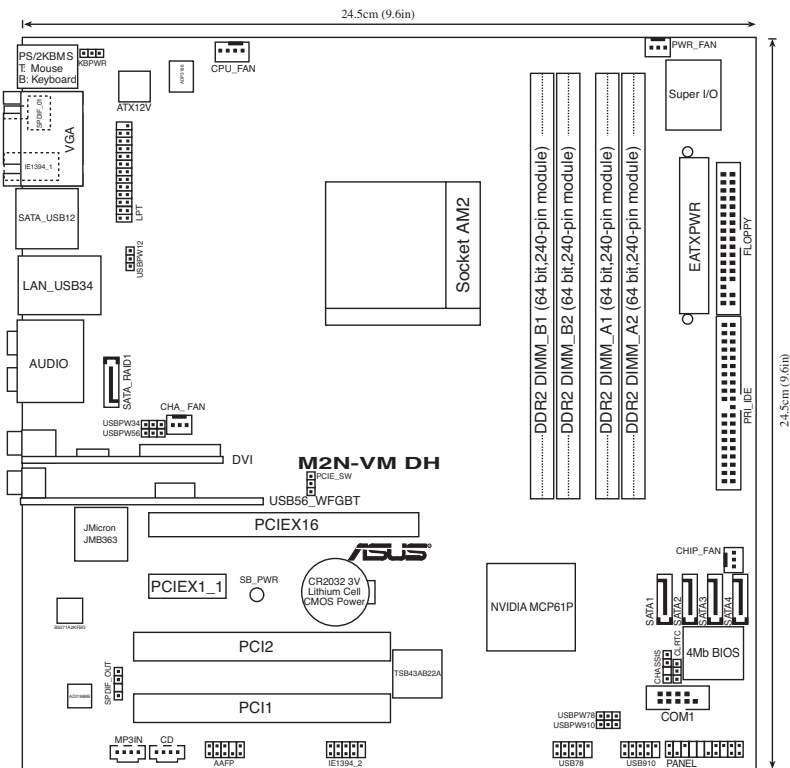 24.5cm (9.6in)
PS/2KBMS
T: Mouse
B: Keyboard
KBPWR
CPU_FAN
PWR_FAN
ATX12V
Super I/O
SPDIF_O1
VGA
IE1394_1
LPT
SATA_USB12
USBPW12
LAN_USB34
AUDIO
SATA_RAID1
CHA_FAN
USBPW34
USBPW56
DVI
Socket AM2
DDR2 DIMM_B1 (64 bit,240-pin module)
DDR2 DIMM_B2 (64 bit,240-pin module)
DDR2 DIMM_A1 (64 bit,240-pin module)
DDR2 DIMM_A2 (64 bit,240-pin module)
EATXPWR
FLOPPY
PRI_IDE
24.5cm (9.6in)
M2N-VM DH
PCIE_SW
USB56_WFGBT
JMicron
JMB363
PCIEX16
ASUS
CHIP_FAN
PCIEX1_1
SB_PWR
CR2032 3V
Lithium Cell
CMOS Power
NVIDIA MCP61P
SATA1
SATA2
SATA3
SATA4
PCI2
TSB43AB22A
CHASSIS
CLRTC
4Mb BIOS
SPDIF_OUT
PCI1
COM1
USBPW78
USBPW910
MP3IN
CD
AAFP
IE1394_2
USB78
USB910
PANEL